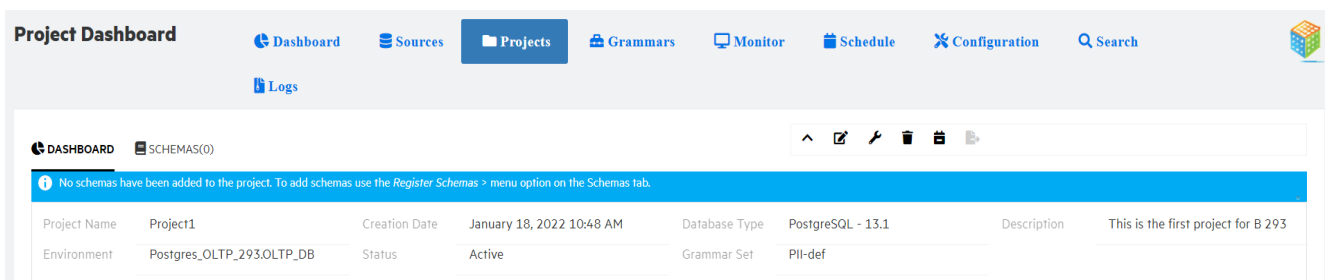 Project Dashboard
Dashboard Sources Projects Grammars Monitor Schedule Configuration Search
Logs
DASHBOARD SCHEMAS(0)
No schemas have been added to the project. To add schemas use the Register Schemas > menu option on the Schemas tab.
Project Name Project1 Creation Date January 18, 2022 10:48 AM Database Type PostgreSQL - 13.1 Description This is the first project for B 293
Environment Postgres_OLTP_293.OLTP_DB Status Active Grammar Set PII-def